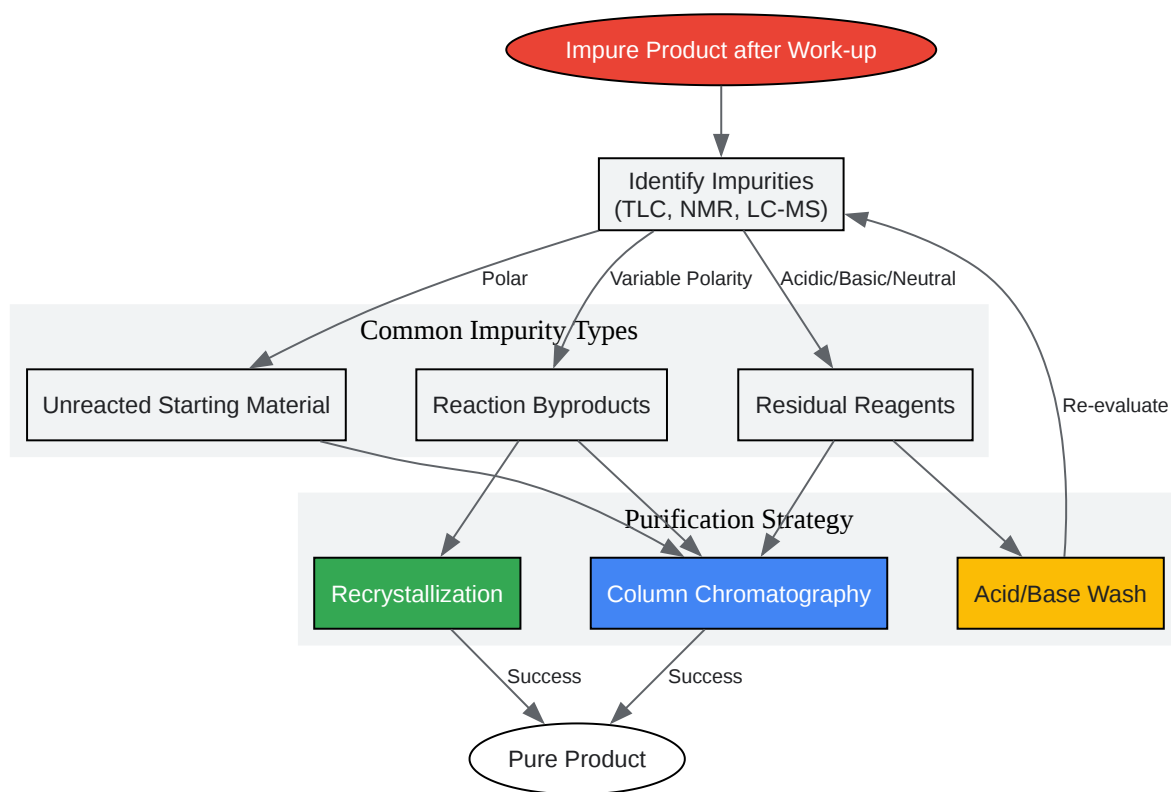 Impure Product after Work-up
Identify Impurities
(TLC, NMR, LC-MS)
Polar
Variable Polarity
Acidic/Basic/Neutral
Common Impurity Types
Unreacted Starting Material
Reaction Byproducts
Residual Reagents
Re-evaluate
Purification Strategy
Recrystallization
Column Chromatography
Acid/Base Wash
Success
Success
Pure Product